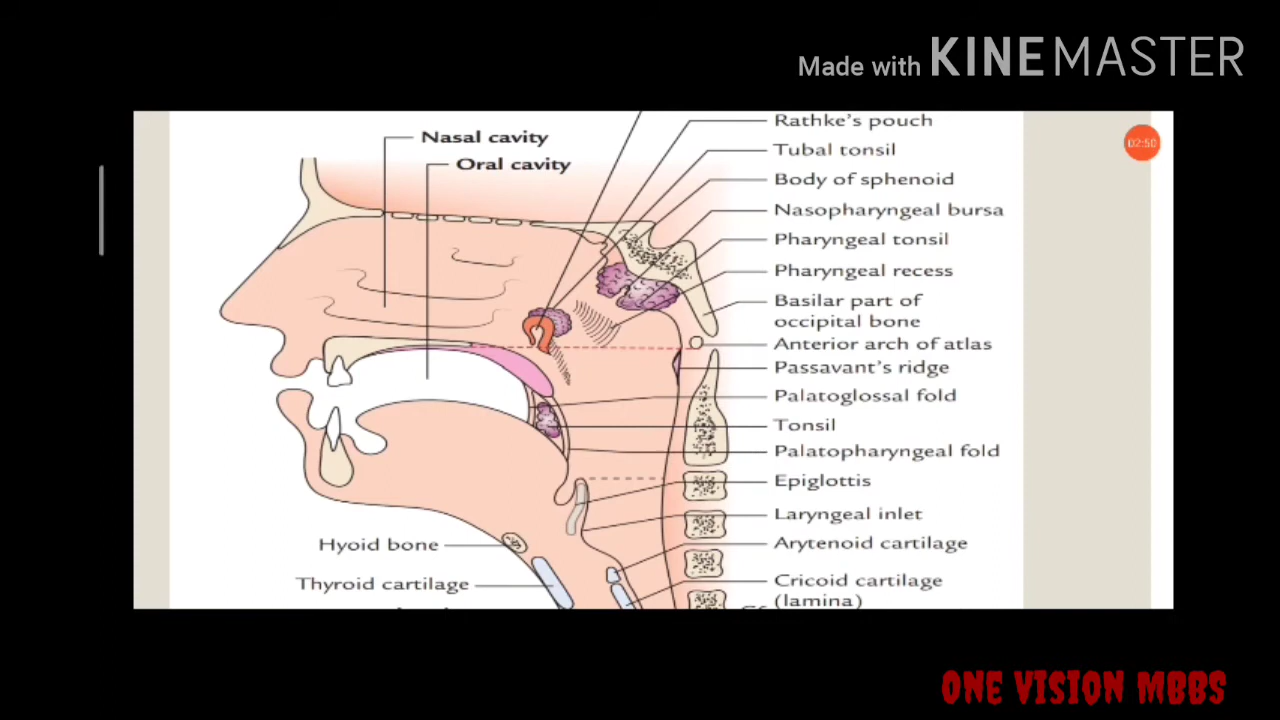 Made with KINEMASTER
02:50
Nasal cavity
Oral cavity
Rathke's pouch
Tubal tonsil
Body of sphenoid
Nasopharyngeal bursa
Pharyngeal tonsil
Pharyngeal recess
Basilar part of
occipital bone
Anterior arch of atlas
Passavant's ridge
Palatoglossal fold
Tonsil
Palatopharyngeal fold
Epiglottis
Laryngeal inlet
Arytenoid cartilage
Cricoid cartilage
(lamina)
Hyoid bone
Thyroid cartilage
ONE VISION MBBS